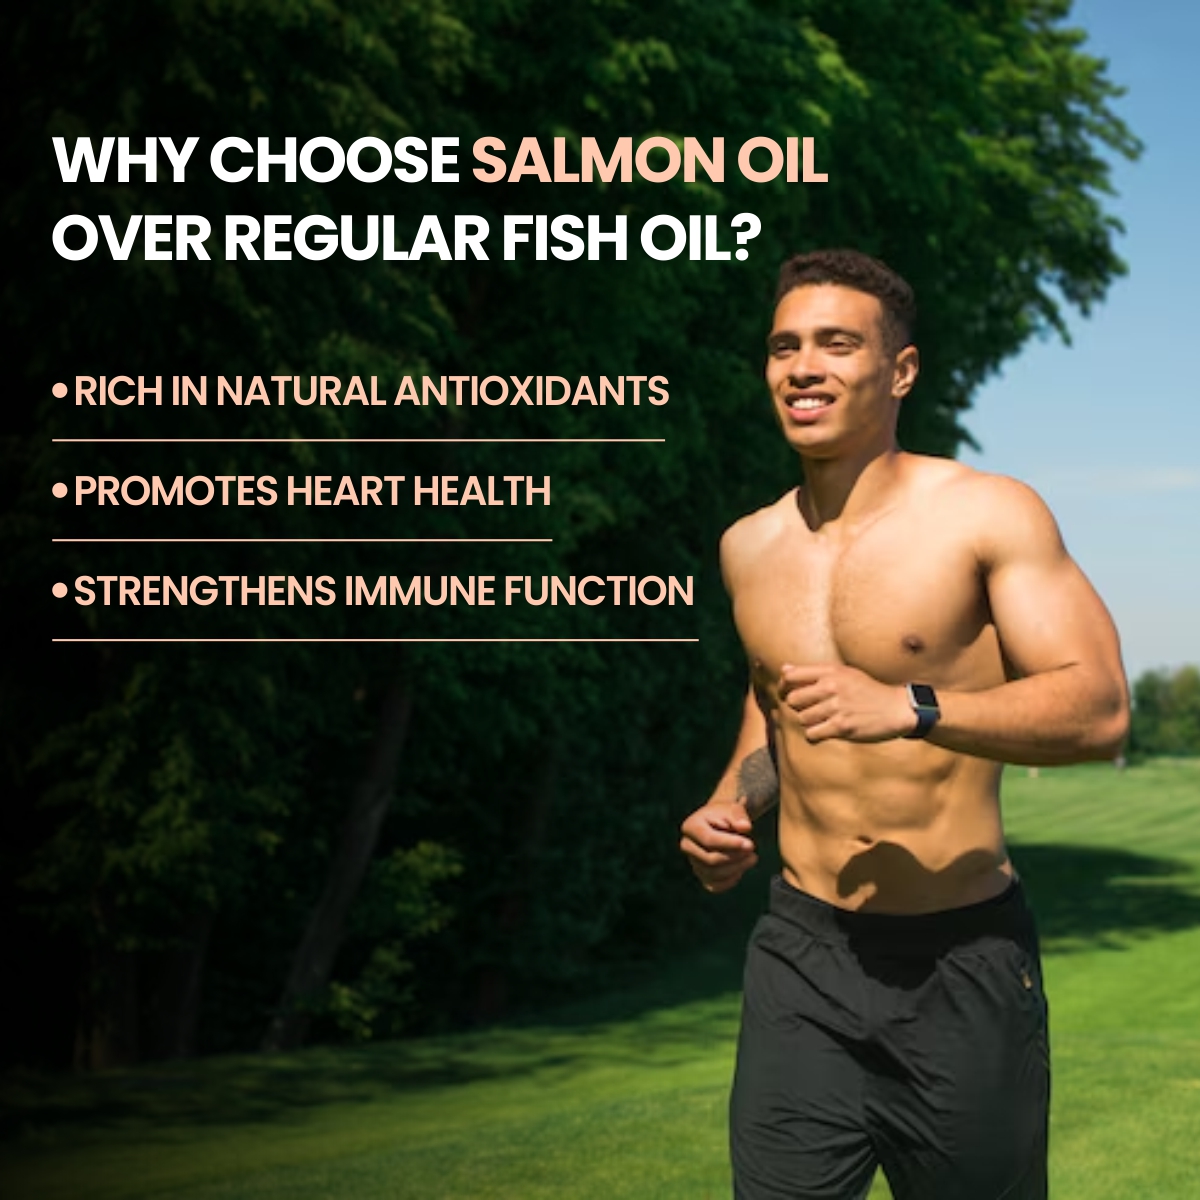 WHY CHOOSE SALMON OIL
OVER REGULAR FISH OIL?
• RICH IN NATURAL ANTIOXIDANTS
• PROMOTES HEART HEALTH
• STRENGTHENS IMMUNE FUNCTION